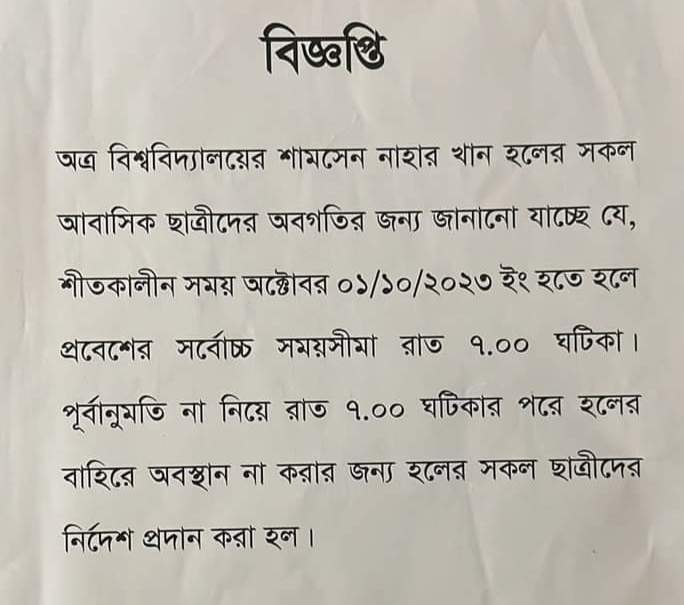 বিজ্ঞপ্তি
অত্র বিশ্ববিদ্যালয়ের শামসেন নাহার খান হলের সকল
আবাসিক ছাত্রীদের অবগতির জন্য জানানো যাচ্ছে যে,
শীতকালীন সময় অক্টোবর ০১/১০/২০২৩ ইং হতে হলে
প্রবেশের সর্বোচ্চ সময়সীমা রাত ৭.০০ ঘটিকা।
পূর্বানুমতি না নিয়ে রাত ৭.০০ ঘটিকার পরে হলের
বাহিরে অবস্থান না করার জন্য হলের সকল ছাত্রীদের
নির্দেশ প্রদান করা হল।